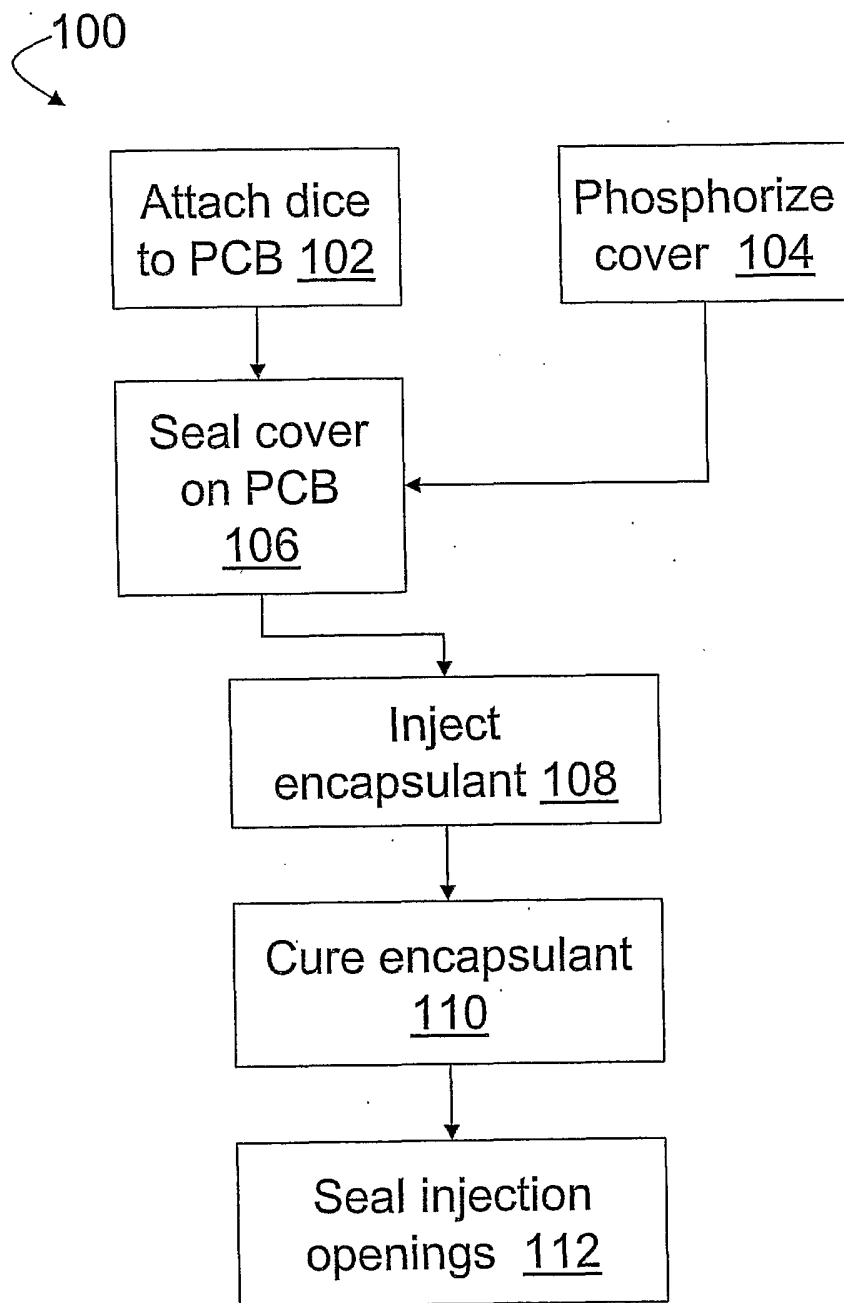 100
Attach dice
to PCB 102
Phosphorize
cover 104
Seal cover
on PCB
106
Inject
encapsulant 108
Cure encapsulant
110
Seal injection
openings 112